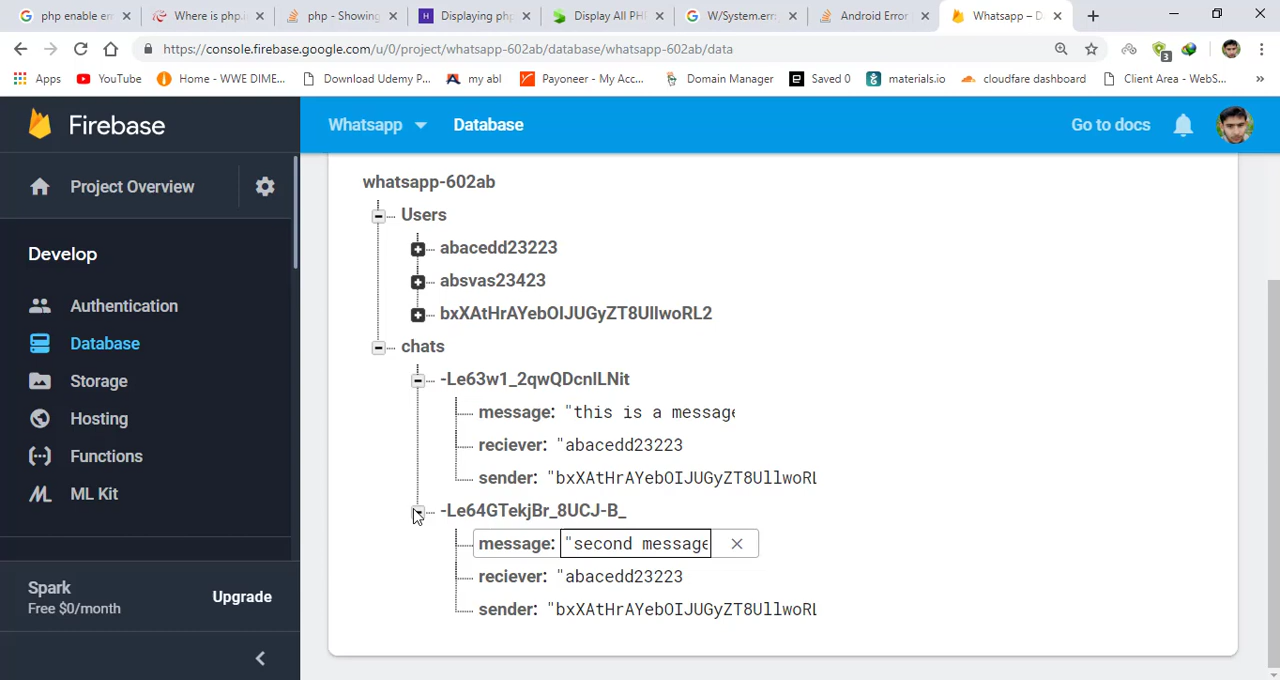 php enable er
Where is php.i
php - Showing
Displaying php
Display All PH
W/System.err
Android Error
Whatsapp – D
https://console.firebase.google.com/u/0/project/whatsapp-602ab/database/whatsapp-602ab/data
3
Apps
YouTube
Home - WWE DIME...
Download Udemy P...
my abl
Payoneer - My Acc...
Domain Manager
Saved 0
materials.io
cloudfare dashboard
Client Area - WebS...
»
Firebase
Whatsapp
Database
Go to docs
Project Overview
Develop
Authentication
Database
Storage
Hosting
Functions
ML Kit
Spark
Free $0/month
Upgrade
whatsapp-602ab
Users
abacedd23223
absvas23423
bxXAtHrAYebOIJUGyZT8UllwoRL2
chats
-Le63w1_2qwQDcnlLNit
message: "this is a message
reciever: "abacedd23223
sender: "bxXAtHrAYebOIJUGyZT8UllwoRL
-Le64GTekjBr_8UCJ-B_
message: "second message
reciever: "abacedd23223
sender: "bxXAtHrAYebOIJUGyZT8UllwoRL